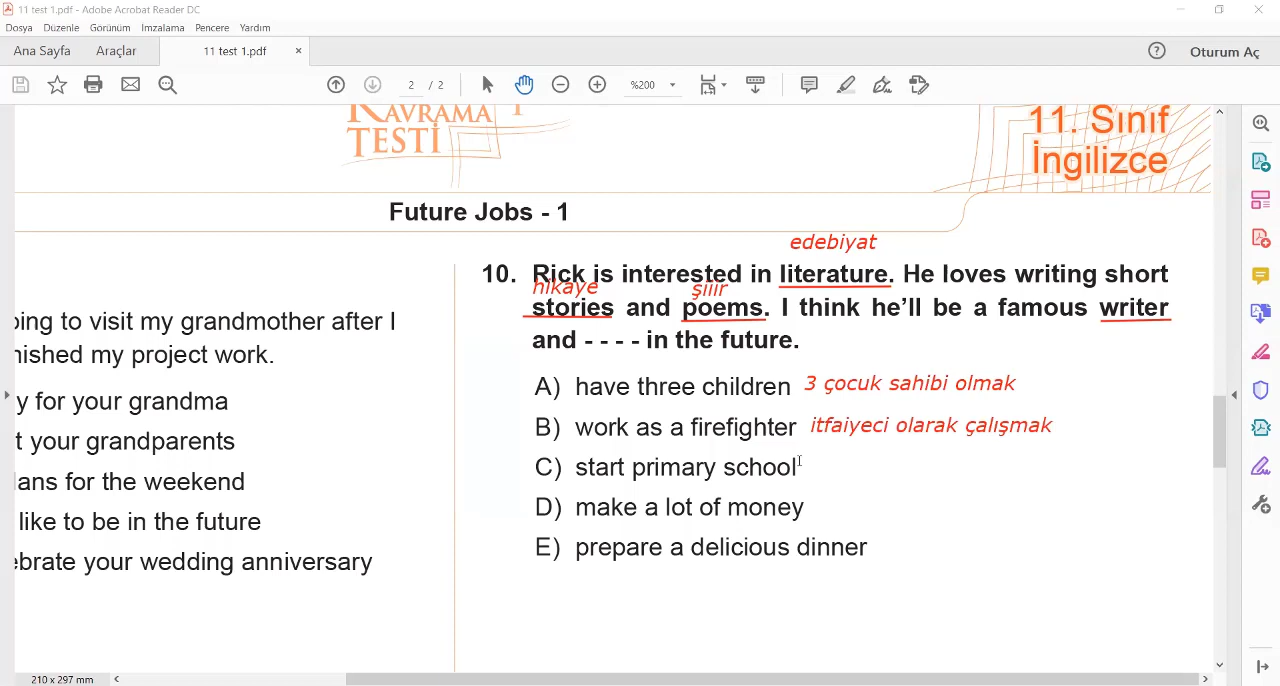 11 test 1.pdf - Adobe Acrobat Reader DC
Dosya Düzenle Görünüm Imzalama Pencere Yardım
Ana Sayfa Araçlar 11 test 1.pdf × Oturum Aç
2 / 2 %200
KAVRAMA 1
TESTİ
11. Sınıf
İngilizce
Future Jobs - 1
oing to visit my grandmother after I
nished my project work.
y for your grandma
t your grandparents
lans for the weekend
like to be in the future
ebrate your wedding anniversary
edebiyat
10. Rick is interested in literature. He loves writing short
hikaye şiir
stories and poems. I think he’ll be a famous writer
and - - - - in the future.
A) have three children 3 çocuk sahibi olmak
B) work as a firefighter itfaiyeci olarak çalışmak
C) start primary school
D) make a lot of money
E) prepare a delicious dinner
210 x 297 mm